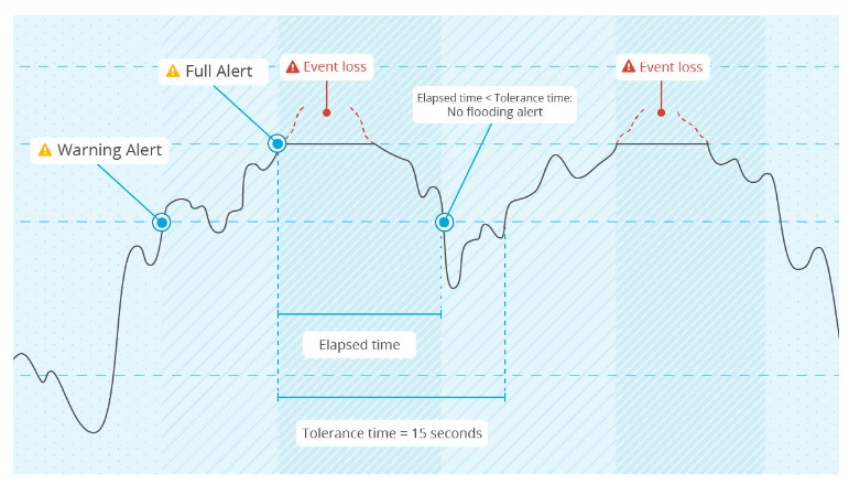 Full Alert
Event loss
Event loss
Elapsed time < Tolerance time:
No flooding alert
Warning Alert
Elapsed time
Tolerance time = 15 seconds